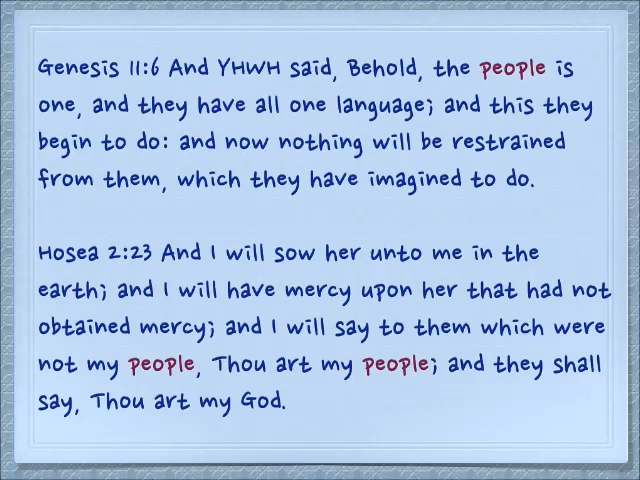 Genesis 11:6 And YHWH said, Behold, the people is
one, and they have all one language; and this they
begin to do: and now nothing will be restrained
from them, which they have imagined to do.
Hosea 2:23 And I will sow her unto me in the
earth; and I will have mercy upon her that had not
obtained mercy; and I will say to them which were
not my people, Thou art my people; and they shall
say, Thou art my God.